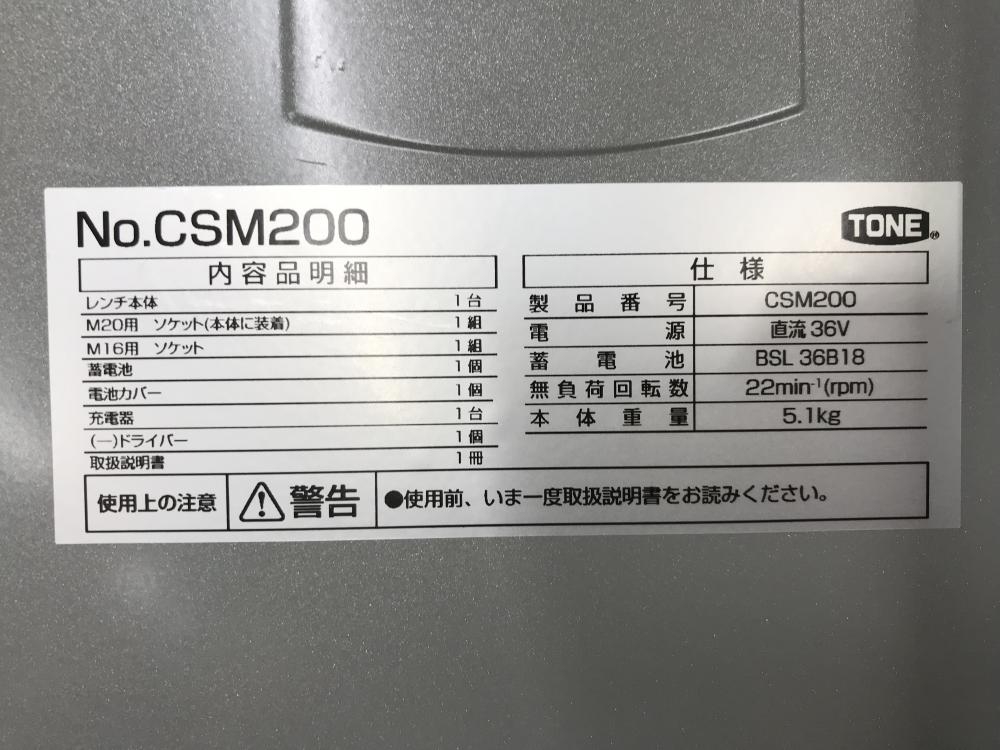 No.CSM200
TONE®
内容品明細
レンチ本体 1台
M20用 ソケット(本体に装着) 1組
M16用 ソケット 1組
蓄電池 1個
電池カバー 1個
充電器 1台
(一)ドライバー 1個
取扱説明書 1冊
仕様
製品番号 CSM200
電源 直流36V
蓄電池 BSL 36B18
無負荷回転数 22min⁻¹(rpm)
本体重量 5.1kg
使用上の注意 警告 ●使用前、いま一度取扱説明書をお読みください。